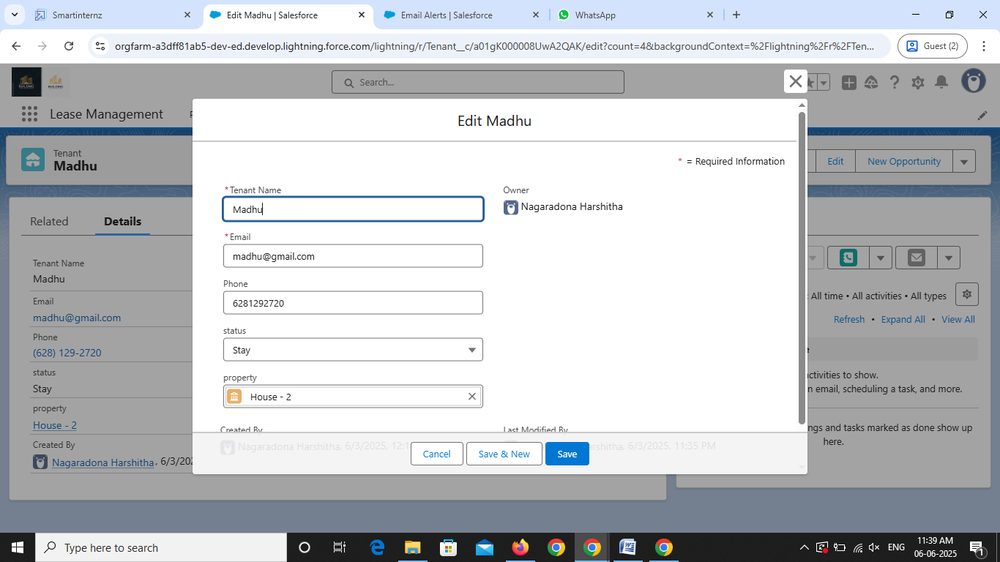 Smartinternz
Edit Madhu | Salesforce
Email Alerts | Salesforce
WhatsApp
orgfarm-a3dff81ab5-dev-ed.develop.lightning.force.com/lightning/r/Tenant__c/a01gK000008UwA2QAK/edit?count=4&backgroundContext=%2Flightning%2Fr%2FTen...
Guest (2)
Search...
Lease Management
Edit Madhu
Tenant
Madhu
Edit
New Opportunity
* = Required Information
Related
Details
*Tenant Name
Madhu
Owner
Nagaradona Harshitha
*Email
madhu@gmail.com
Phone
6281292720
status
Stay
property
House - 2
Created By
Nagaradona Harshitha, 6/3/2025, 12:1
Last Modified By
rshitha, 6/3/2025, 11:35 PM
Cancel
Save & New
Save
Tenant Name
Madhu
Email
madhu@gmail.com
Phone
(628) 129-2720
status
Stay
property
House - 2
Created By
Nagaradona Harshitha, 6/3/202
: All time • All activities • All types
Refresh • Expand All • View All
ctivities to show.
n email, scheduling a task, and more.
ngs and tasks marked as done show up
here.
Type here to search
ENG
11:39 AM
06-06-2025
1